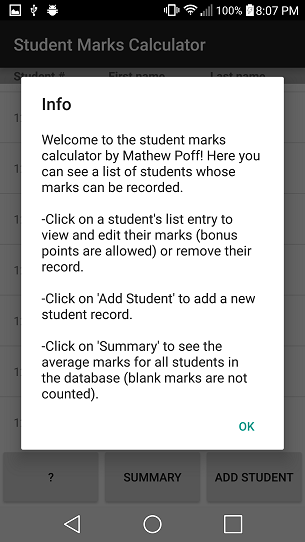 100% 8:07 PM
Student Marks Calculator
Student # First name Last name
Info
Welcome to the student marks
calculator by Mathew Poff! Here you
can see a list of students whose
marks can be recorded.
-Click on a student's list entry to
view and edit their marks (bonus
points are allowed) or remove their
record.
-Click on 'Add Student' to add a new
student record.
-Click on 'Summary' to see the
average marks for all students in
the database (blank marks are not
counted).
OK
? SUMMARY ADD STUDENT